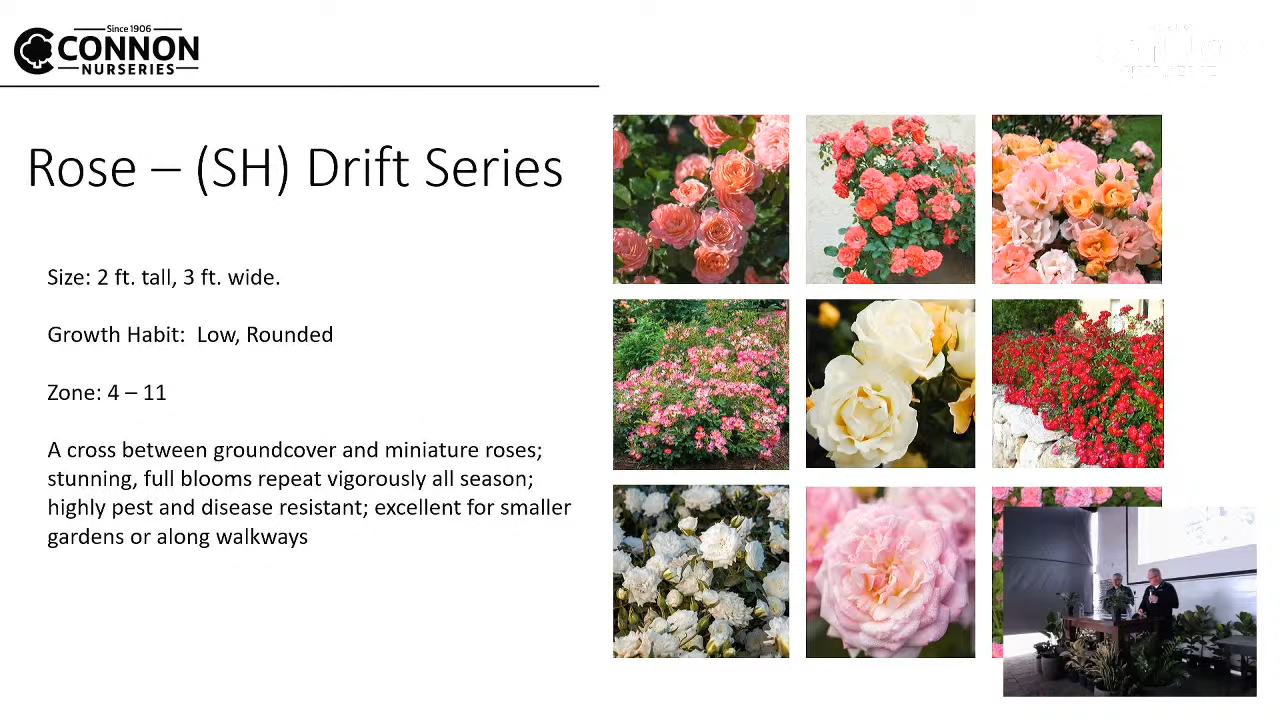 Since 1906
CONNON
NURSERIES
Rose – (SH) Drift Series
Size: 2 ft. tall, 3 ft. wide.
Growth Habit:  Low, Rounded
Zone: 4 – 11
A cross between groundcover and miniature roses;
stunning, full blooms repeat vigorously all season;
highly pest and disease resistant; excellent for smaller
gardens or along walkways